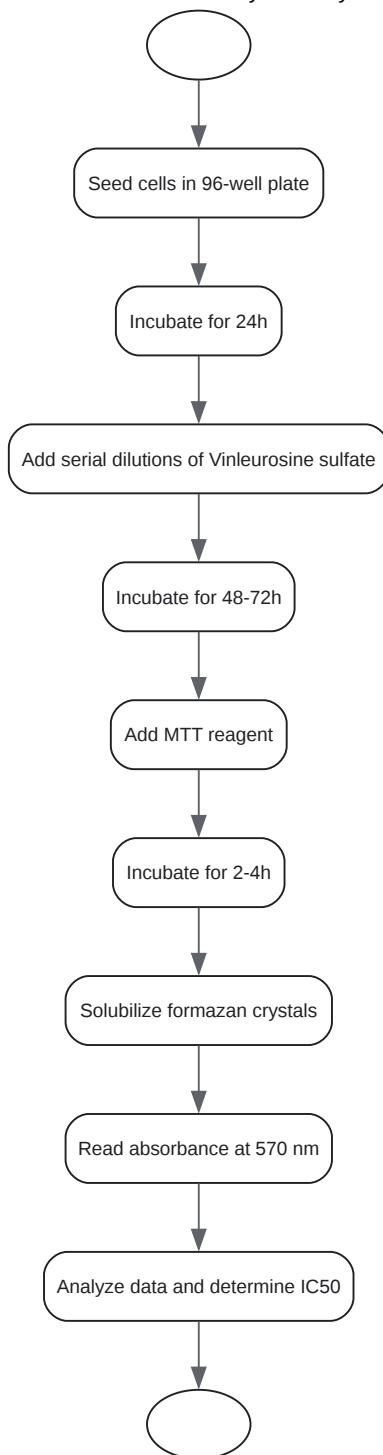 Seed cells in 96-well plate
Incubate for 24h
Add serial dilutions of Vinleurosine sulfate
Incubate for 48-72h
Add MTT reagent
Incubate for 2-4h
Solubilize formazan crystals
Read absorbance at 570 nm
Analyze data and determine IC50